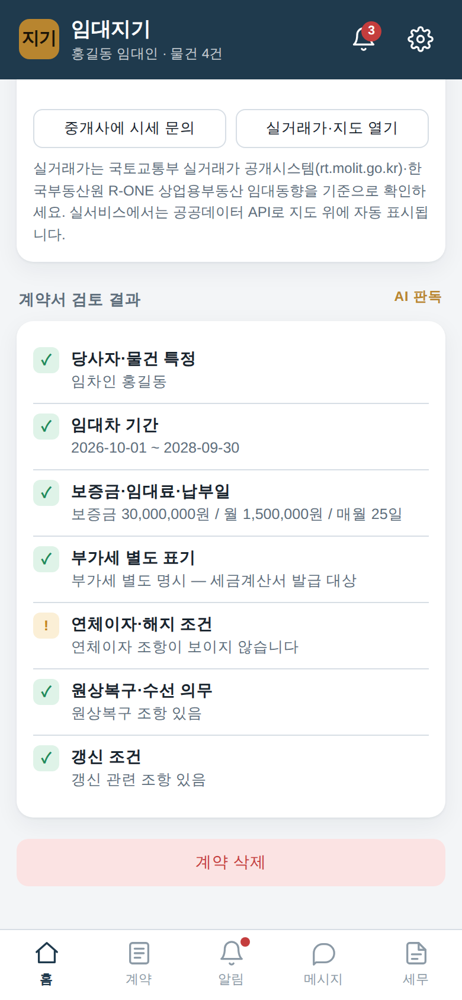 지기
임대지기
홍길동 임대인 · 물건 4건
3
중개사에 시세 문의
실거래가·지도 열기
실거래가는 국토교통부 실거래가 공개시스템(rt.molit.go.kr)·한
국부동산원 R-ONE 상업용부동산 임대동향을 기준으로 확인하
세요. 실서비스에서는 공공데이터 API로 지도 위에 자동 표시됩
니다.
계약서 검토 결과
AI 판독
✓
당사자·물건 특정
임차인 홍길동
✓
임대차 기간
2026-10-01 ~ 2028-09-30
✓
보증금·임대료·납부일
보증금 30,000,000원 / 월 1,500,000원 / 매월 25일
✓
부가세 별도 표기
부가세 별도 명시 — 세금계산서 발급 대상
!
연체이자·해지 조건
연체이자 조항이 보이지 않습니다
✓
원상복구·수선 의무
원상복구 조항 있음
✓
갱신 조건
갱신 관련 조항 있음
계약 삭제
홈
계약
알림
메시지
세무